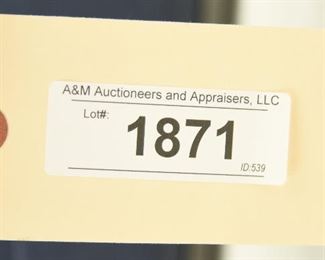 A&M Auctioneers and Appraisers, LLC
Lot#:
1871
ID:539